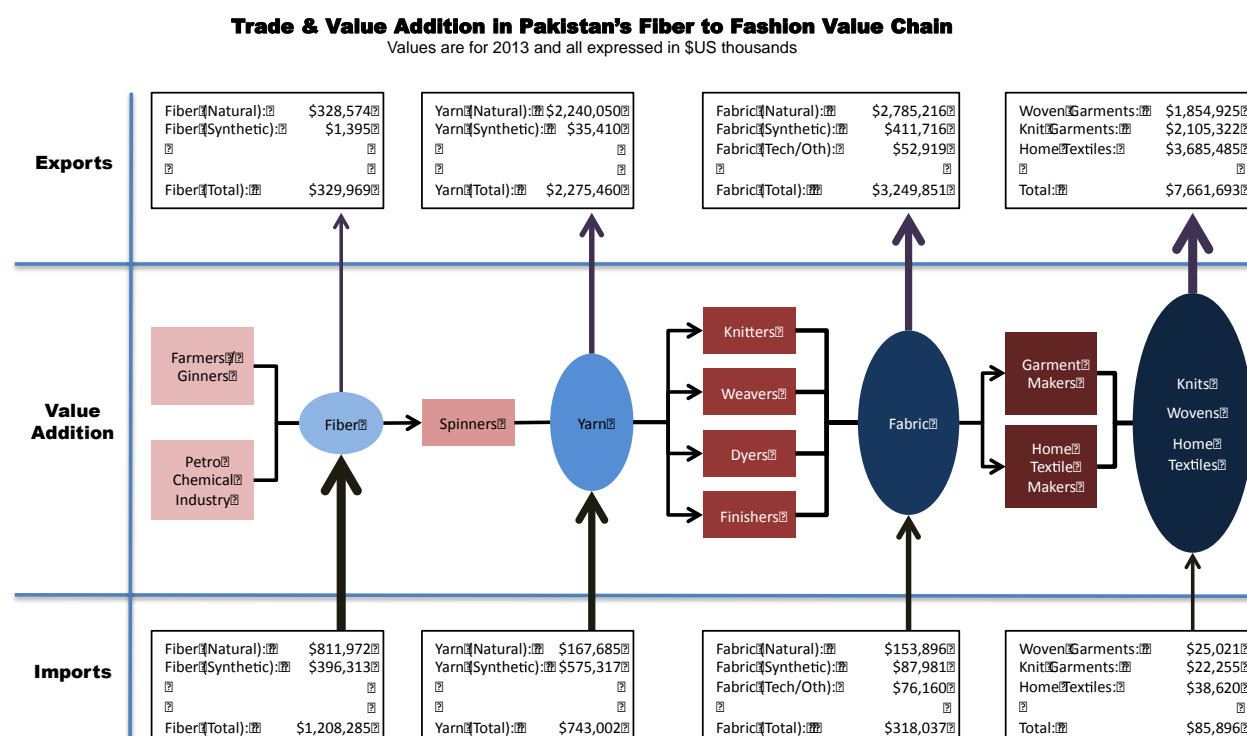 Trade & Value Addition in Pakistan's Fiber to Fashion Value Chain
Values are for 2013 and all expressed in $US thousands
Exports
Fiber (Natural): $328,574
Fiber (Synthetic): $1,395
Fiber (Total): $329,969
Yarn (Natural): $2,240,050
Yarn (Synthetic): $35,410
Yarn (Total): $2,275,460
Fabric (Natural): $2,785,216
Fabric (Synthetic): $411,716
Fabric (Tech/Oth): $52,919
Fabric (Total): $3,249,851
Woven Garments: $1,854,925
Knit Garments: $2,105,322
Home Textiles: $3,685,485
Total: $7,661,693
Value
Addition
Farmers /
Ginners
Petro
Chemical
Industry
Fiber
Spinners
Yarn
Knitters
Weavers
Dyers
Finishers
Fabric
Garment
Makers
Home
Textile
Makers
Knits
Wovens
Home
Textiles
Imports
Fiber (Natural): $811,972
Fiber (Synthetic): $396,313
Fiber (Total): $1,208,285
Yarn (Natural): $167,685
Yarn (Synthetic): $575,317
Yarn (Total): $743,002
Fabric (Natural): $153,896
Fabric (Synthetic): $87,981
Fabric (Tech/Oth): $76,160
Fabric (Total): $318,037
Woven Garments: $25,021
Knit Garments: $22,255
Home Textiles: $38,620
Total: $85,896